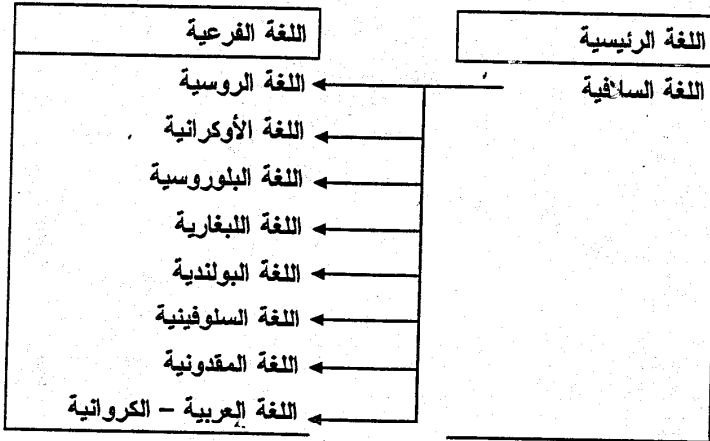 اللغة الرئيسية
اللغة الفرعية
اللغة السلافية
اللغة الروسية
اللغة الأوكرانية
اللغة البلوروسية
اللغة اللبغارية
اللغة البولندية
اللغة السلوفينية
اللغة المقدونية
اللغة العربية – الكرواتية